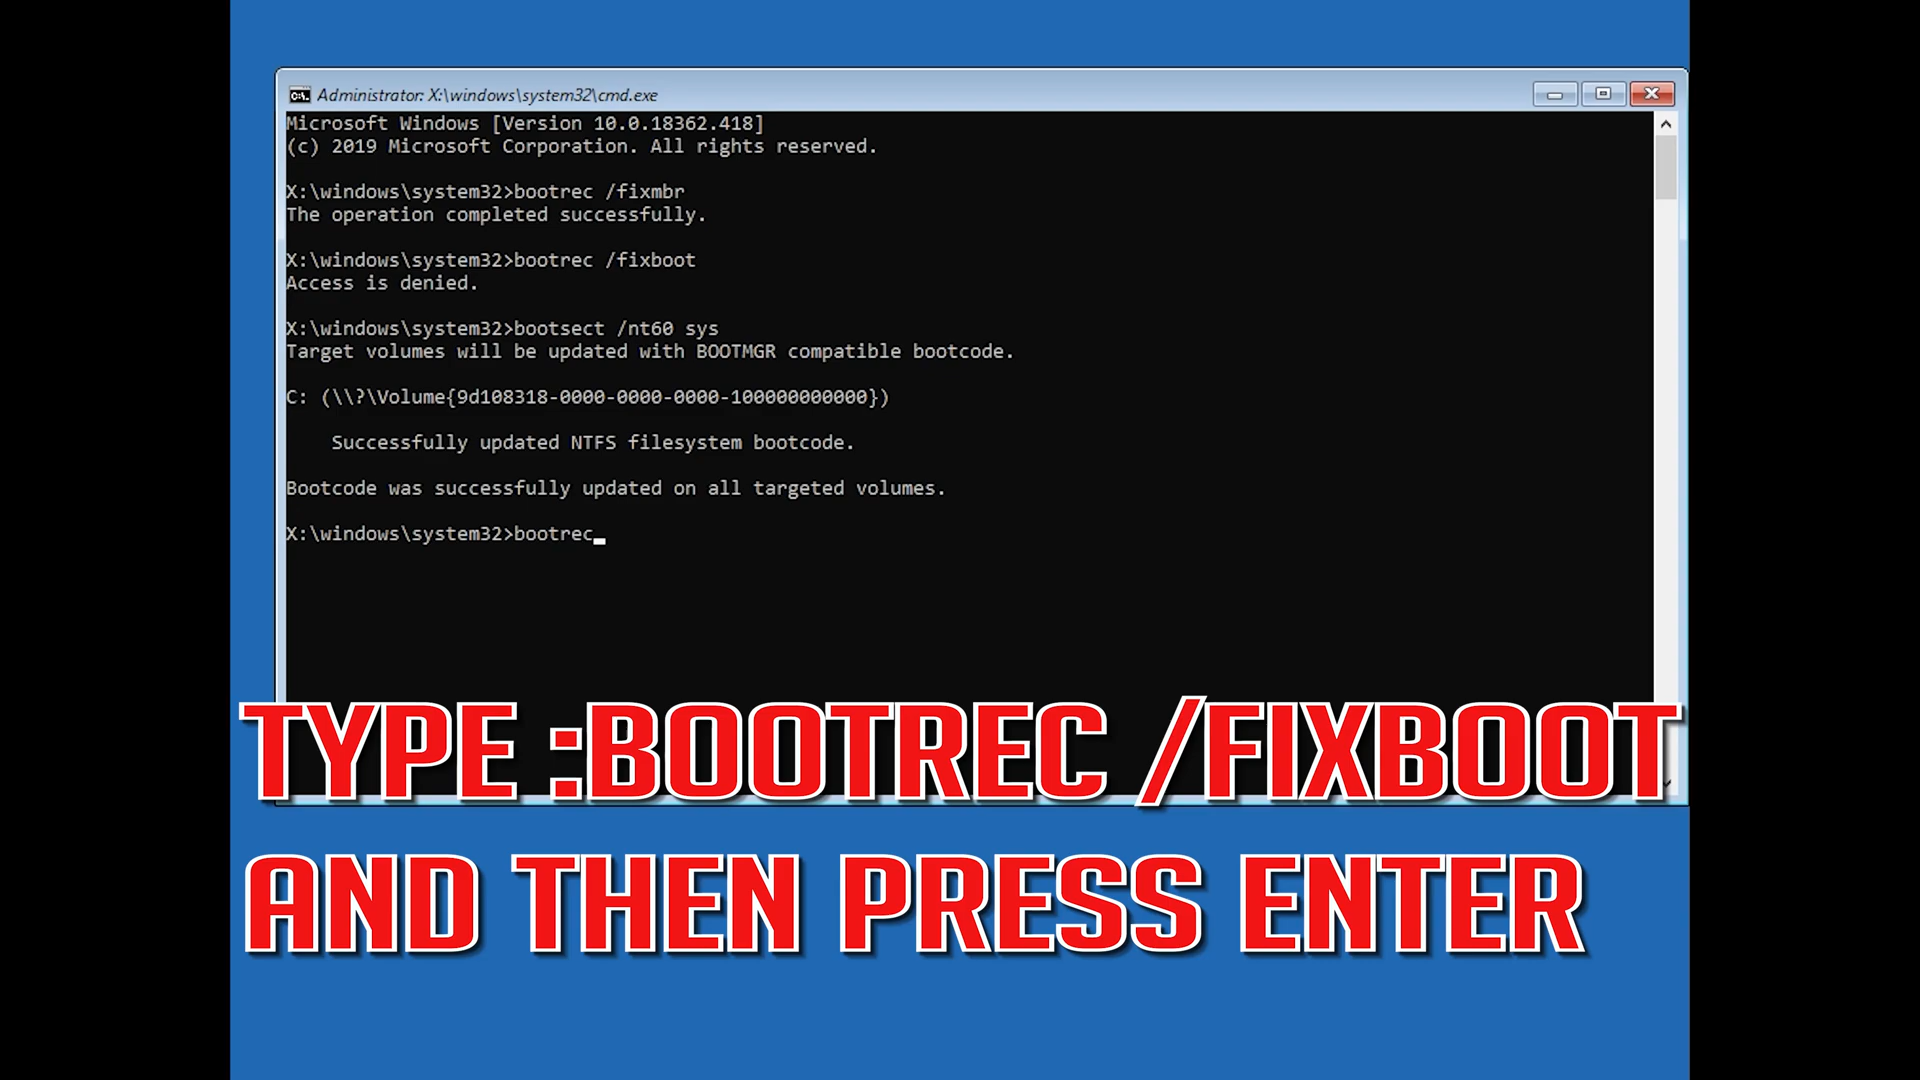 Administrator: X:\windows\system32\cmd.exe
Microsoft Windows [Version 10.0.18362.418]
(c) 2019 Microsoft Corporation. All rights reserved.
X:\windows\system32>bootrec /fixmbr
The operation completed successfully.
X:\windows\system32>bootrec /fixboot
Access is denied.
X:\windows\system32>bootsect /nt60 sys
Target volumes will be updated with BOOTMGR compatible bootcode.
C: (\\?\Volume{9d108318-0000-0000-0000-100000000000})
Successfully updated NTFS filesystem bootcode.
Bootcode was successfully updated on all targeted volumes.
X:\windows\system32>bootrec_
TYPE :BOOTREC /FIXBOOT
AND THEN PRESS ENTER